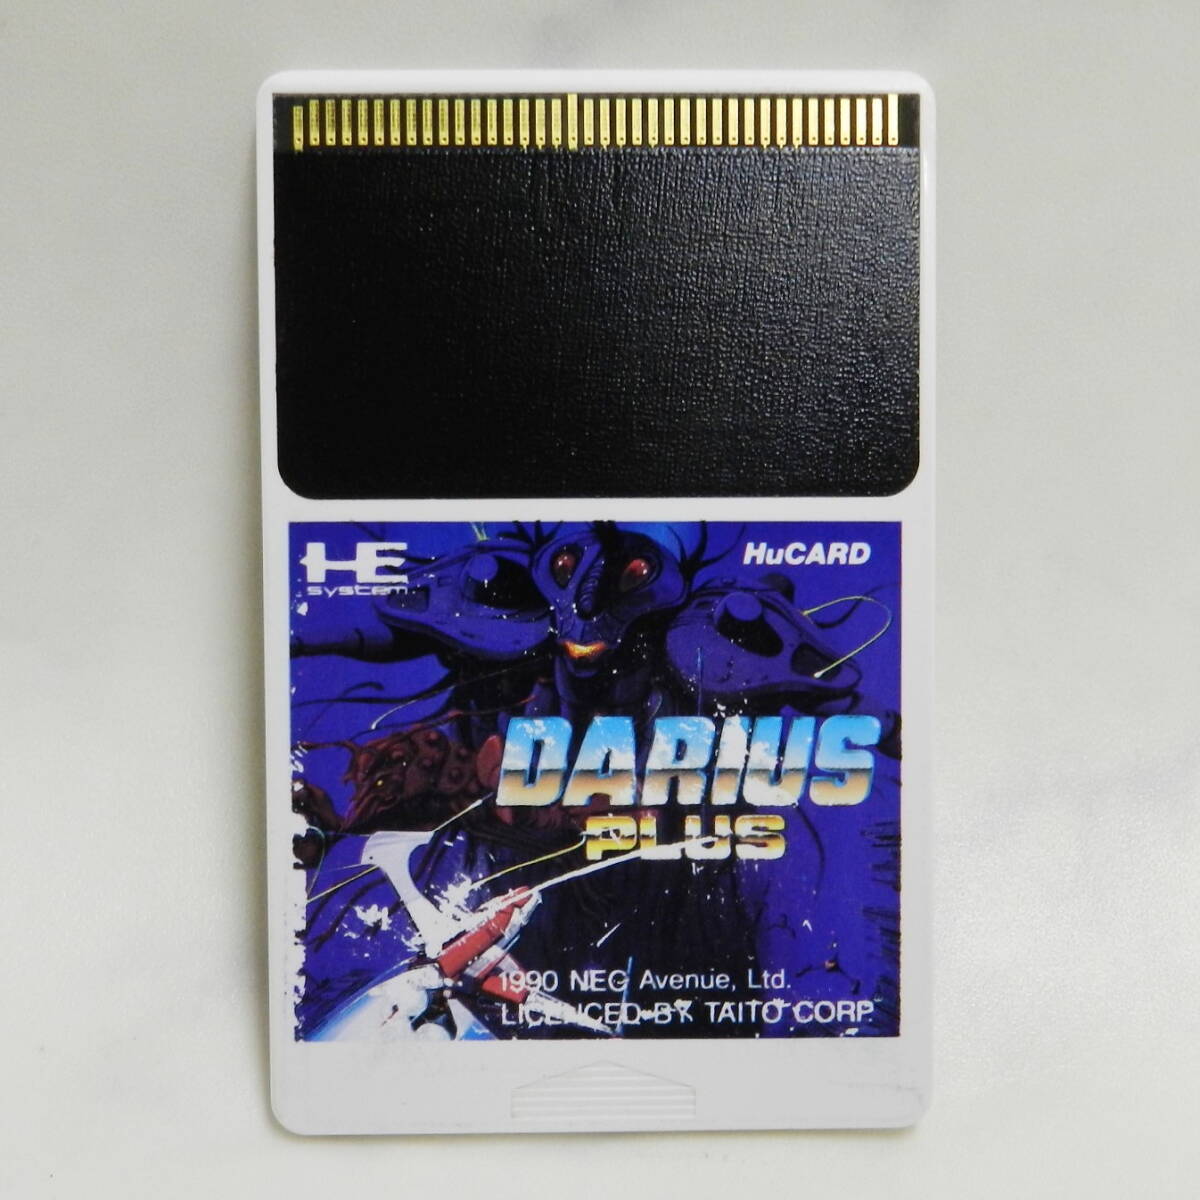 HE
system
HuCARD
DARIUS
PLUS
1990 NEC Avenue, Ltd.
LICENCED BY TAITO CORP.